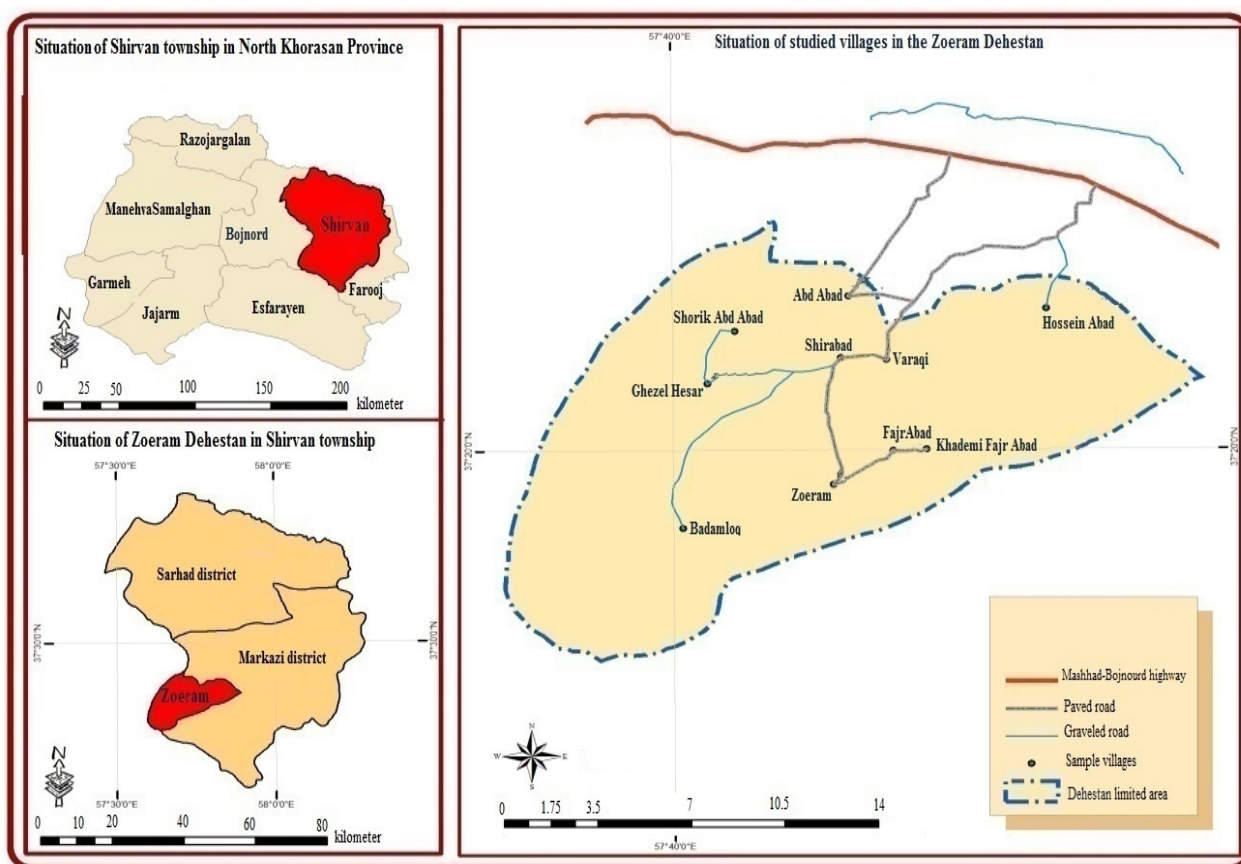 Situation of Shirvan township in North Khorasan Province
Razojargalan
ManehvaSamalghan
Shirvan
Bojnord
Garmeh
Farooj
Esfarayen
Jajarm
N
0 25 50 100 150 200
kilometer
Situation of Zoeram Dehestan in Shirvan township
57°30'0"E 58°0'0"E
Sarhad district
37°30'0"N 37°30'0"N
Markazi district
Zoeram
N
57°30'0"E 58°0'0"E
0 10 20 40 60 80
kilometer
Situation of studied villages in the Zoeram Dehestan
57°40'0"E
Abd Abad
Hossein Abad
Shorik Abd Abad
Shirabad
Varaqi
Ghezel Hesar
FajrAbad
Khademi Fajr Abad
37°20'0"N 37°20'0"N
Zoeram
Badamloq
Mashhad-Bojnourd highway
Paved road
Graveled road
Sample villages
Dehestan limited area
N
W E
S
0 1.75 3.5 7 10.5 14
57°40'0"E